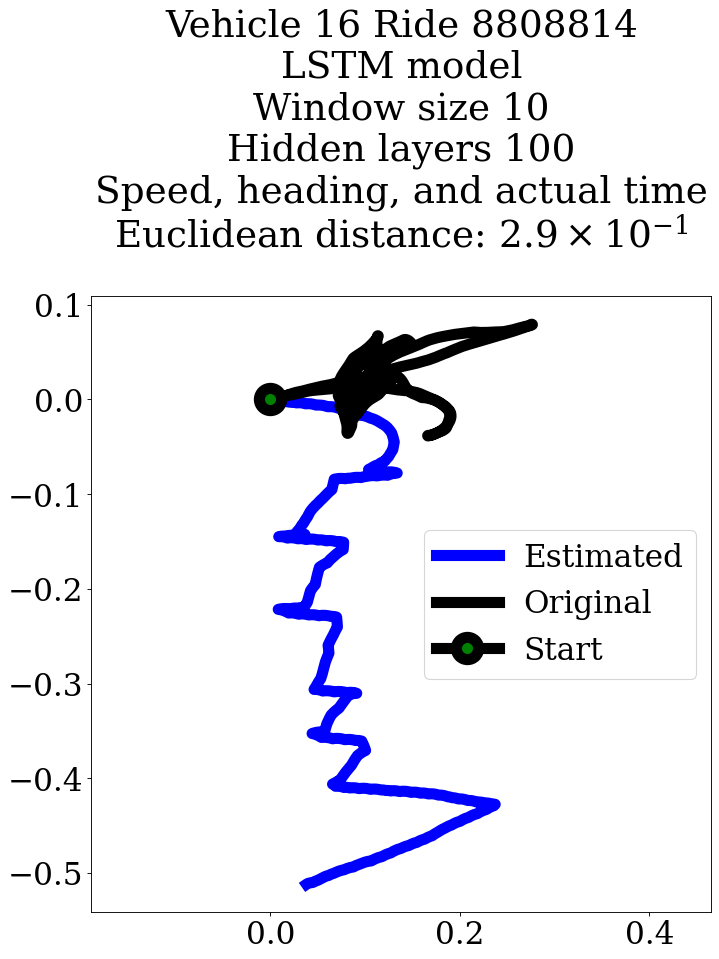 Vehicle 16 Ride 8808814
LSTM model
Window size 10
Hidden layers 100
Speed, heading, and actual time
Euclidean distance: 2.9 × 10⁻¹
0.1
0.0
−0.1
−0.2
−0.3
−0.4
−0.5
Estimated
Original
Start
0.0 0.2 0.4